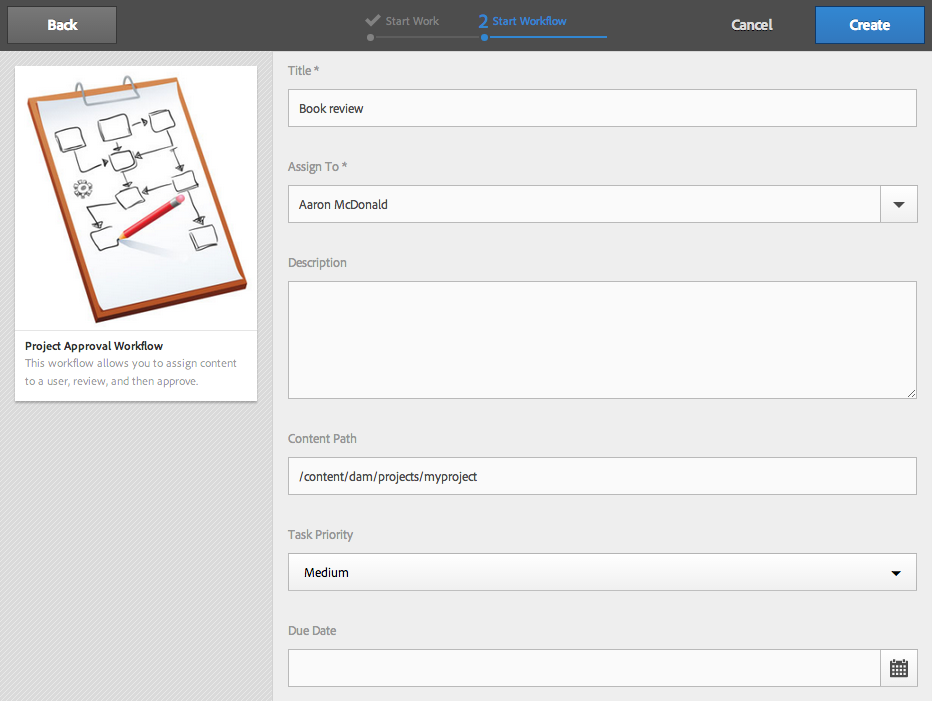 Back
Start Work
2 Start Workflow
Cancel
Create
Project Approval Workflow
This workflow allows you to assign content
to a user, review, and then approve.
Title *
Book review
Assign To *
Aaron McDonald
Description
Content Path
/content/dam/projects/myproject
Task Priority
Medium
Due Date